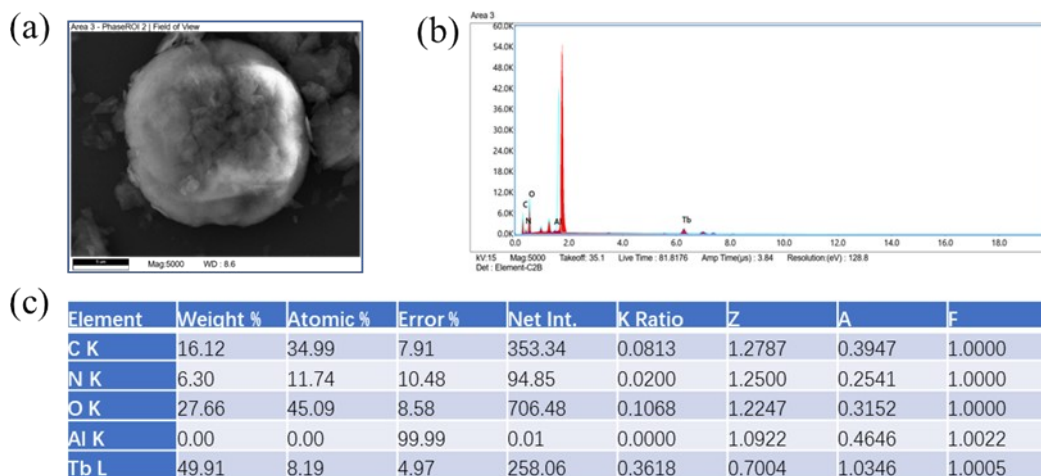 (a)
Area 3 - PhaseROI 2 | Field of View
Mag:5000 WD : 8.6
(b)
Area 3
60.0K
54.0K
48.0K
42.0K
36.0K
30.0K
24.0K
18.0K
12.0K
6.0K
0.0K
C
N
O
Al
Tb
0.0 2.0 4.0 6.0 8.0 10.0 12.0 14.0 16.0 18.0
kV:15 Mag:5000 Takeoff: 35.1 Live Time : 81.8176 Amp Time(μs) : 3.84 Resolution:(eV) : 128.8
Det : Element-C2B
(c)
Element Weight % Atomic % Error % Net Int. K Ratio Z A F
C K 16.12 34.99 7.91 353.34 0.0813 1.2787 0.3947 1.0000
N K 6.30 11.74 10.48 94.85 0.0200 1.2500 0.2541 1.0000
O K 27.66 45.09 8.58 706.48 0.1068 1.2247 0.3152 1.0000
Al K 0.00 0.00 99.99 0.01 0.0000 1.0922 0.4646 1.0022
Tb L 49.91 8.19 4.97 258.06 0.3618 0.7004 1.0346 1.0005